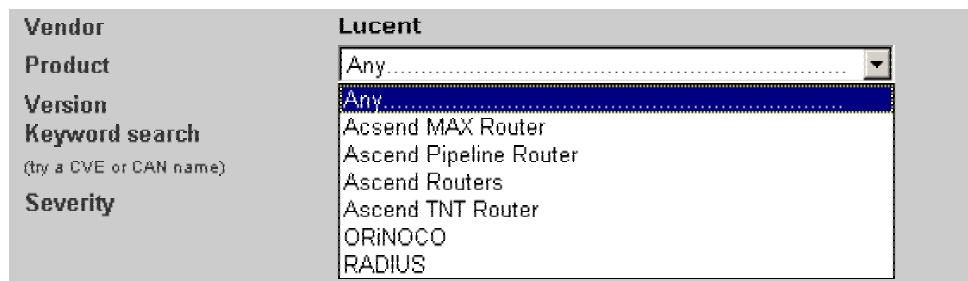 Vendor Lucent
Product Any.......................................................................
Any.......................................................................
Version
Acsend MAX Router
Keyword search
Ascend Pipeline Router
(try a CVE or CAN name)
Ascend Routers
Severity
Ascend TNT Router
ORiNOCO
RADIUS